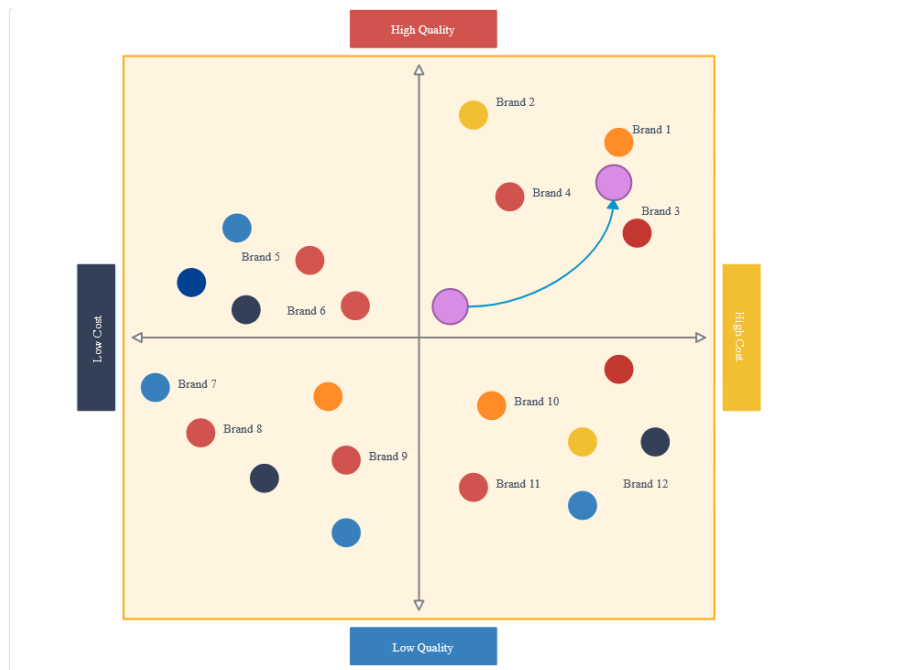 High Quality
Brand 2
Brand 1
Brand 4
Brand 3
Brand 5
Brand 6
Low Cost
High Cost
Brand 7
Brand 10
Brand 8
Brand 9
Brand 11
Brand 12
Low Quality